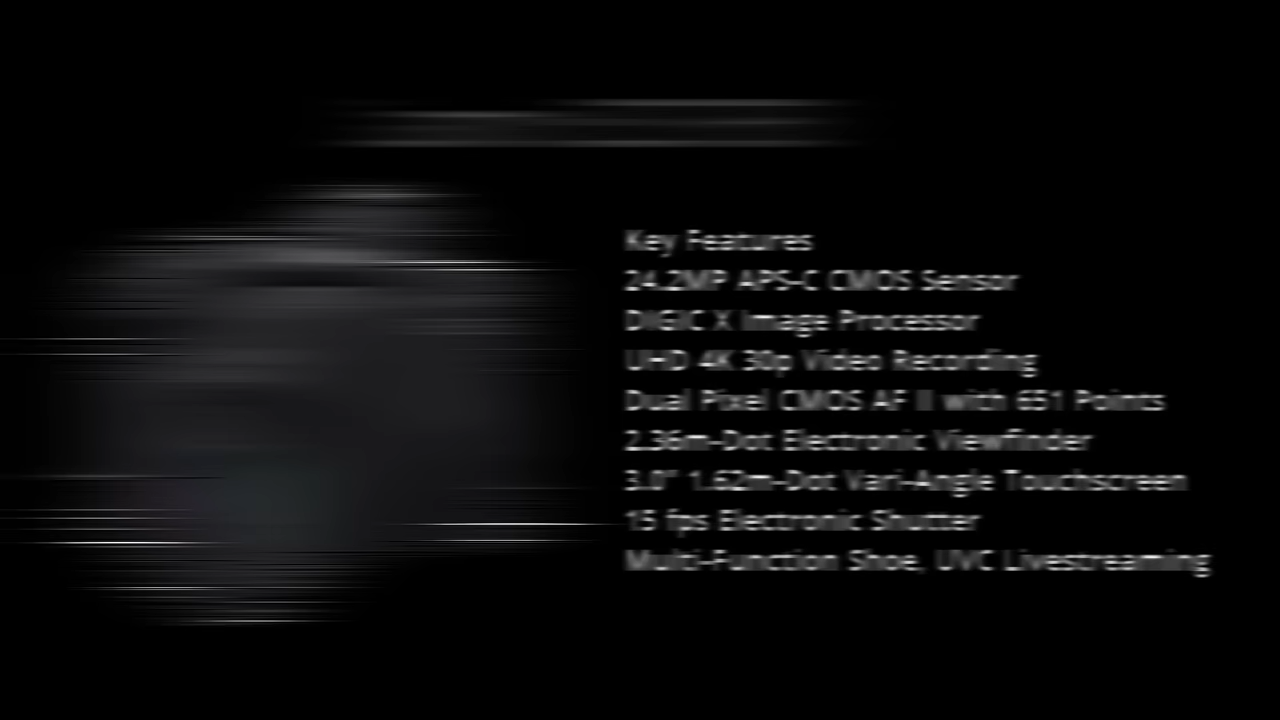 Key Features
24.2MP APS-C CMOS Sensor
DIGIC X Image Processor
UHD 4K 30p Video Recording
Dual Pixel CMOS AF II with 651 Points
2.36m-Dot Electronic Viewfinder
3.0" 1.62m-Dot Vari-Angle Touchscreen
15 fps Electronic Shutter
Multi-Function Shoe, UVC Livestreaming